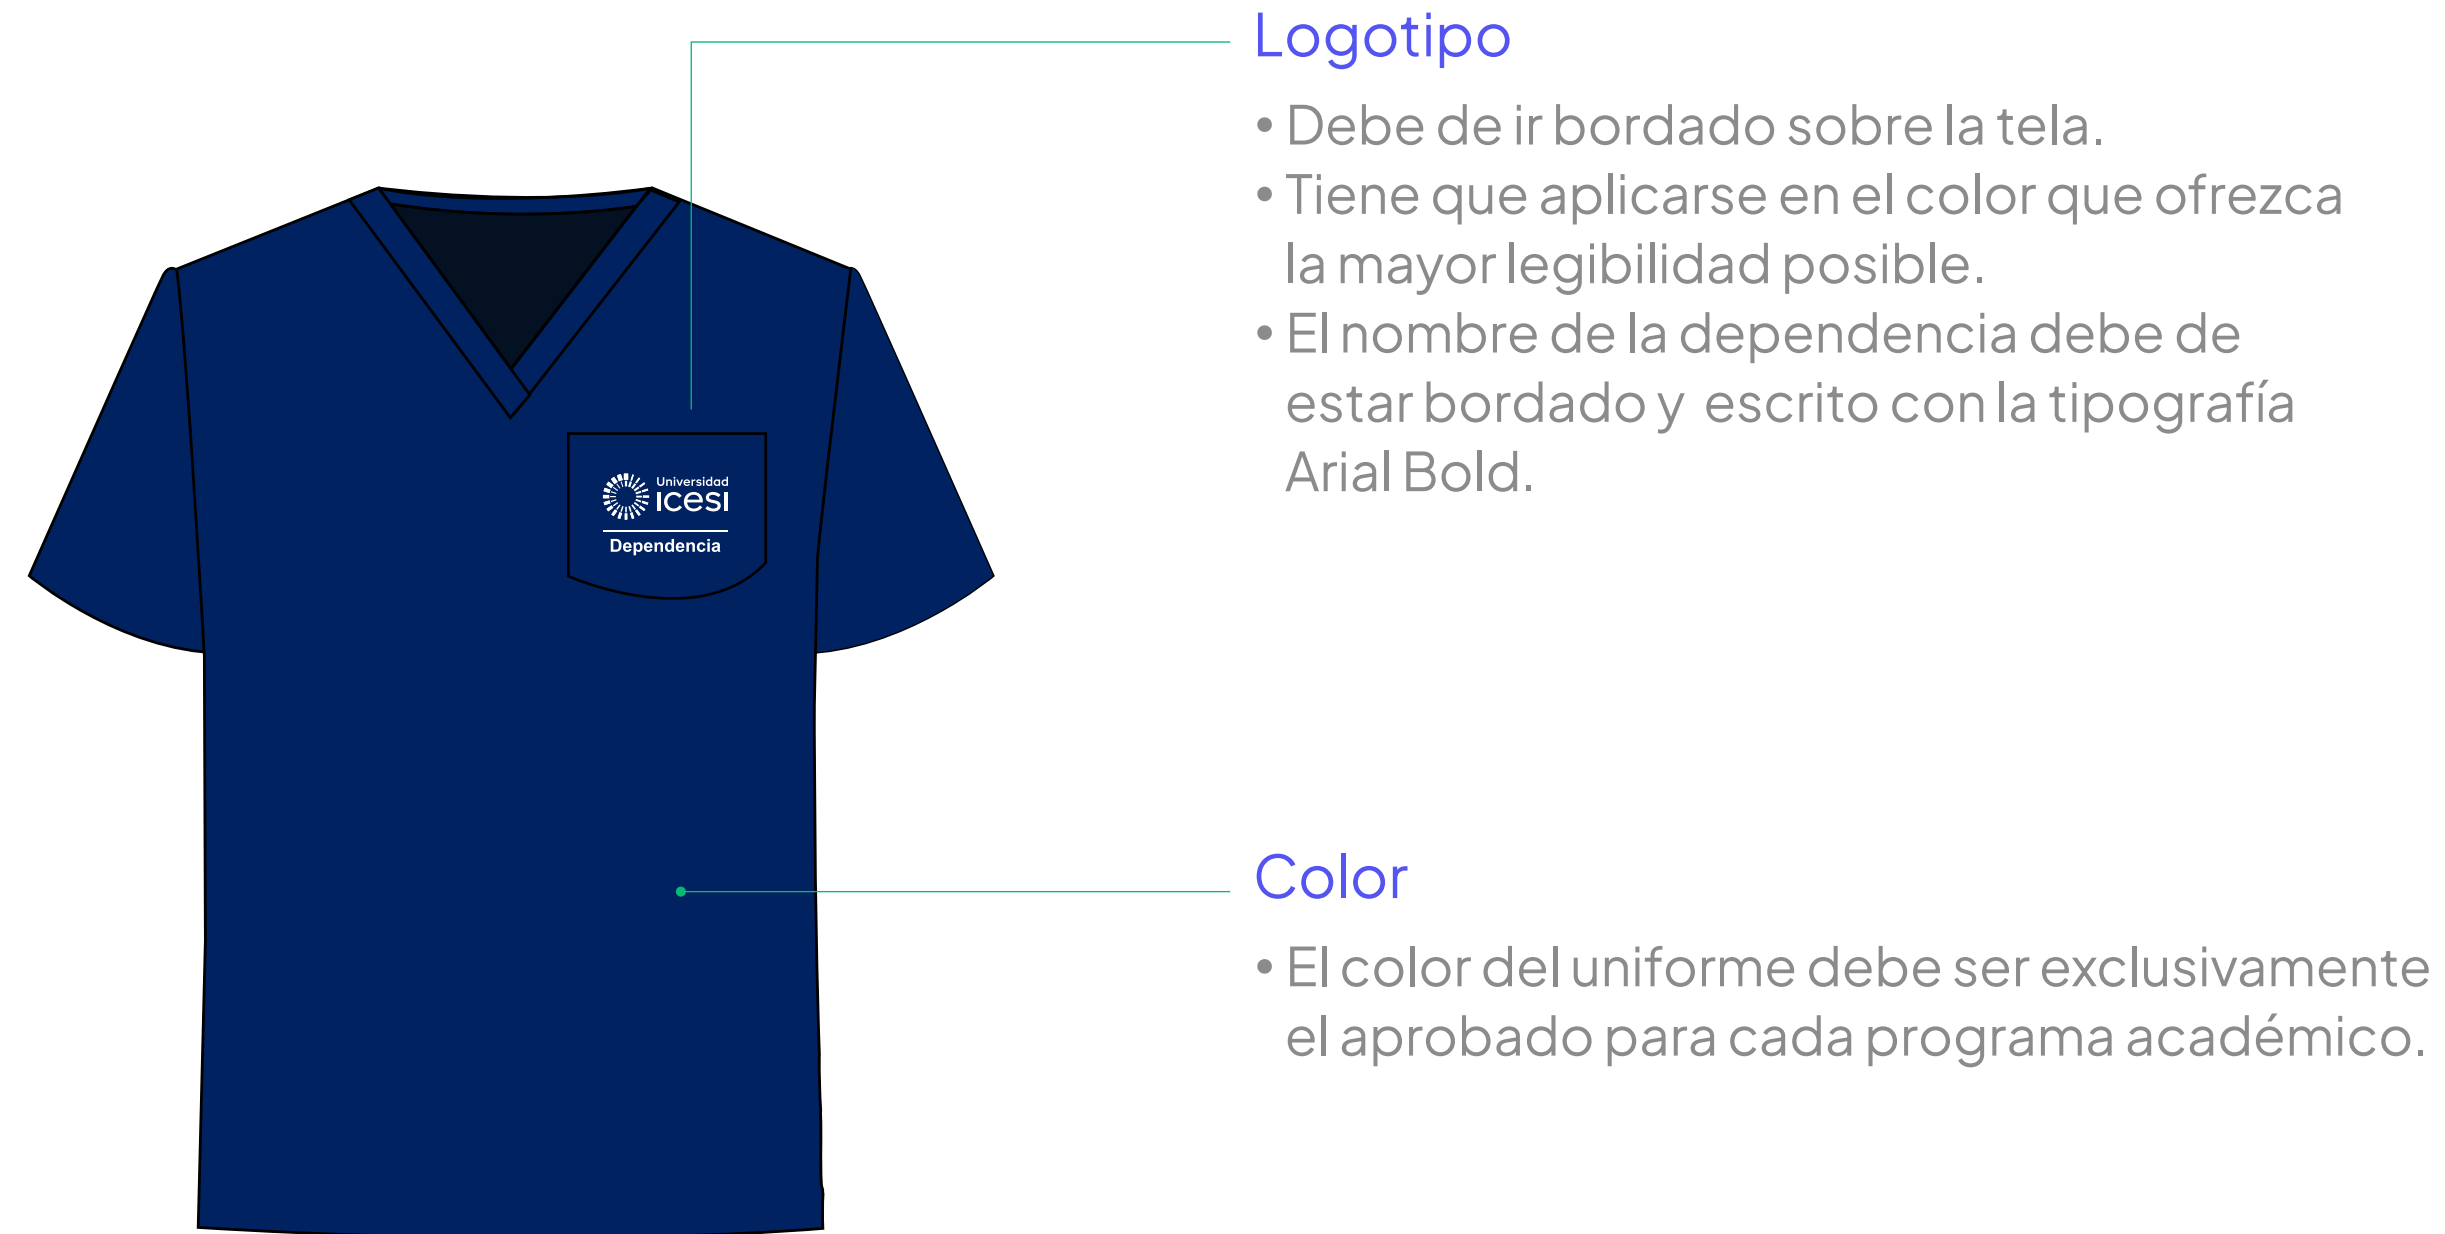 Logotipo
• Debe de ir bordado sobre la tela.
• Tiene que aplicarse en el color que ofrezca
la mayor legibilidad posible.
• El nombre de la dependencia debe de
estar bordado y escrito con la tipografía
Arial Bold.
Universidad
icesi
Dependencia
Color
• El color del uniforme debe ser exclusivamente
el aprobado para cada programa académico.